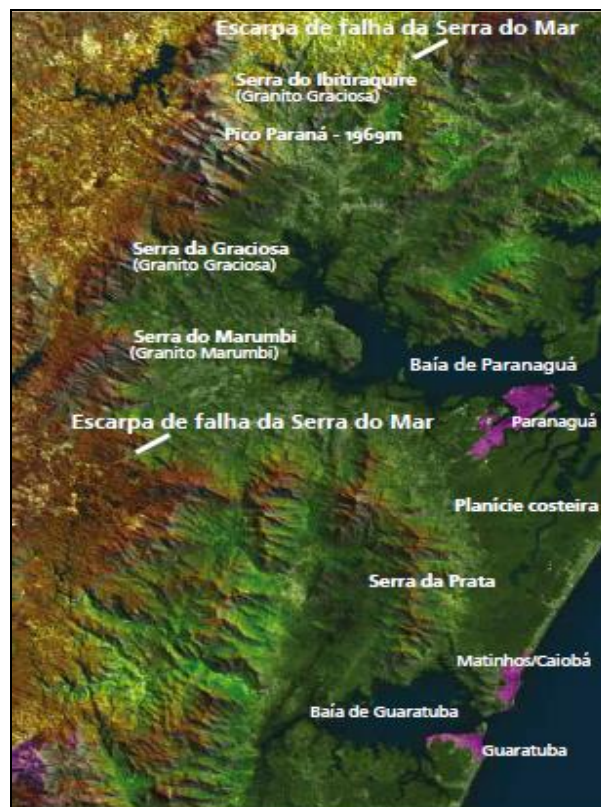 Escarpa de falha da Serra do Mar
Serra do Ibitiraquire
(Granito Graciosa)
Pico Paraná - 1969m
Serra da Graciosa
(Granito Graciosa)
Serra do Marumbi
(Granito Marumbi)
Baía de Paranaguá
Escarpa de falha da Serra do Mar
Paranaguá
Planície costeira
Serra da Prata
Matinhos/Caiobá
Baía de Guaratuba
Guaratuba